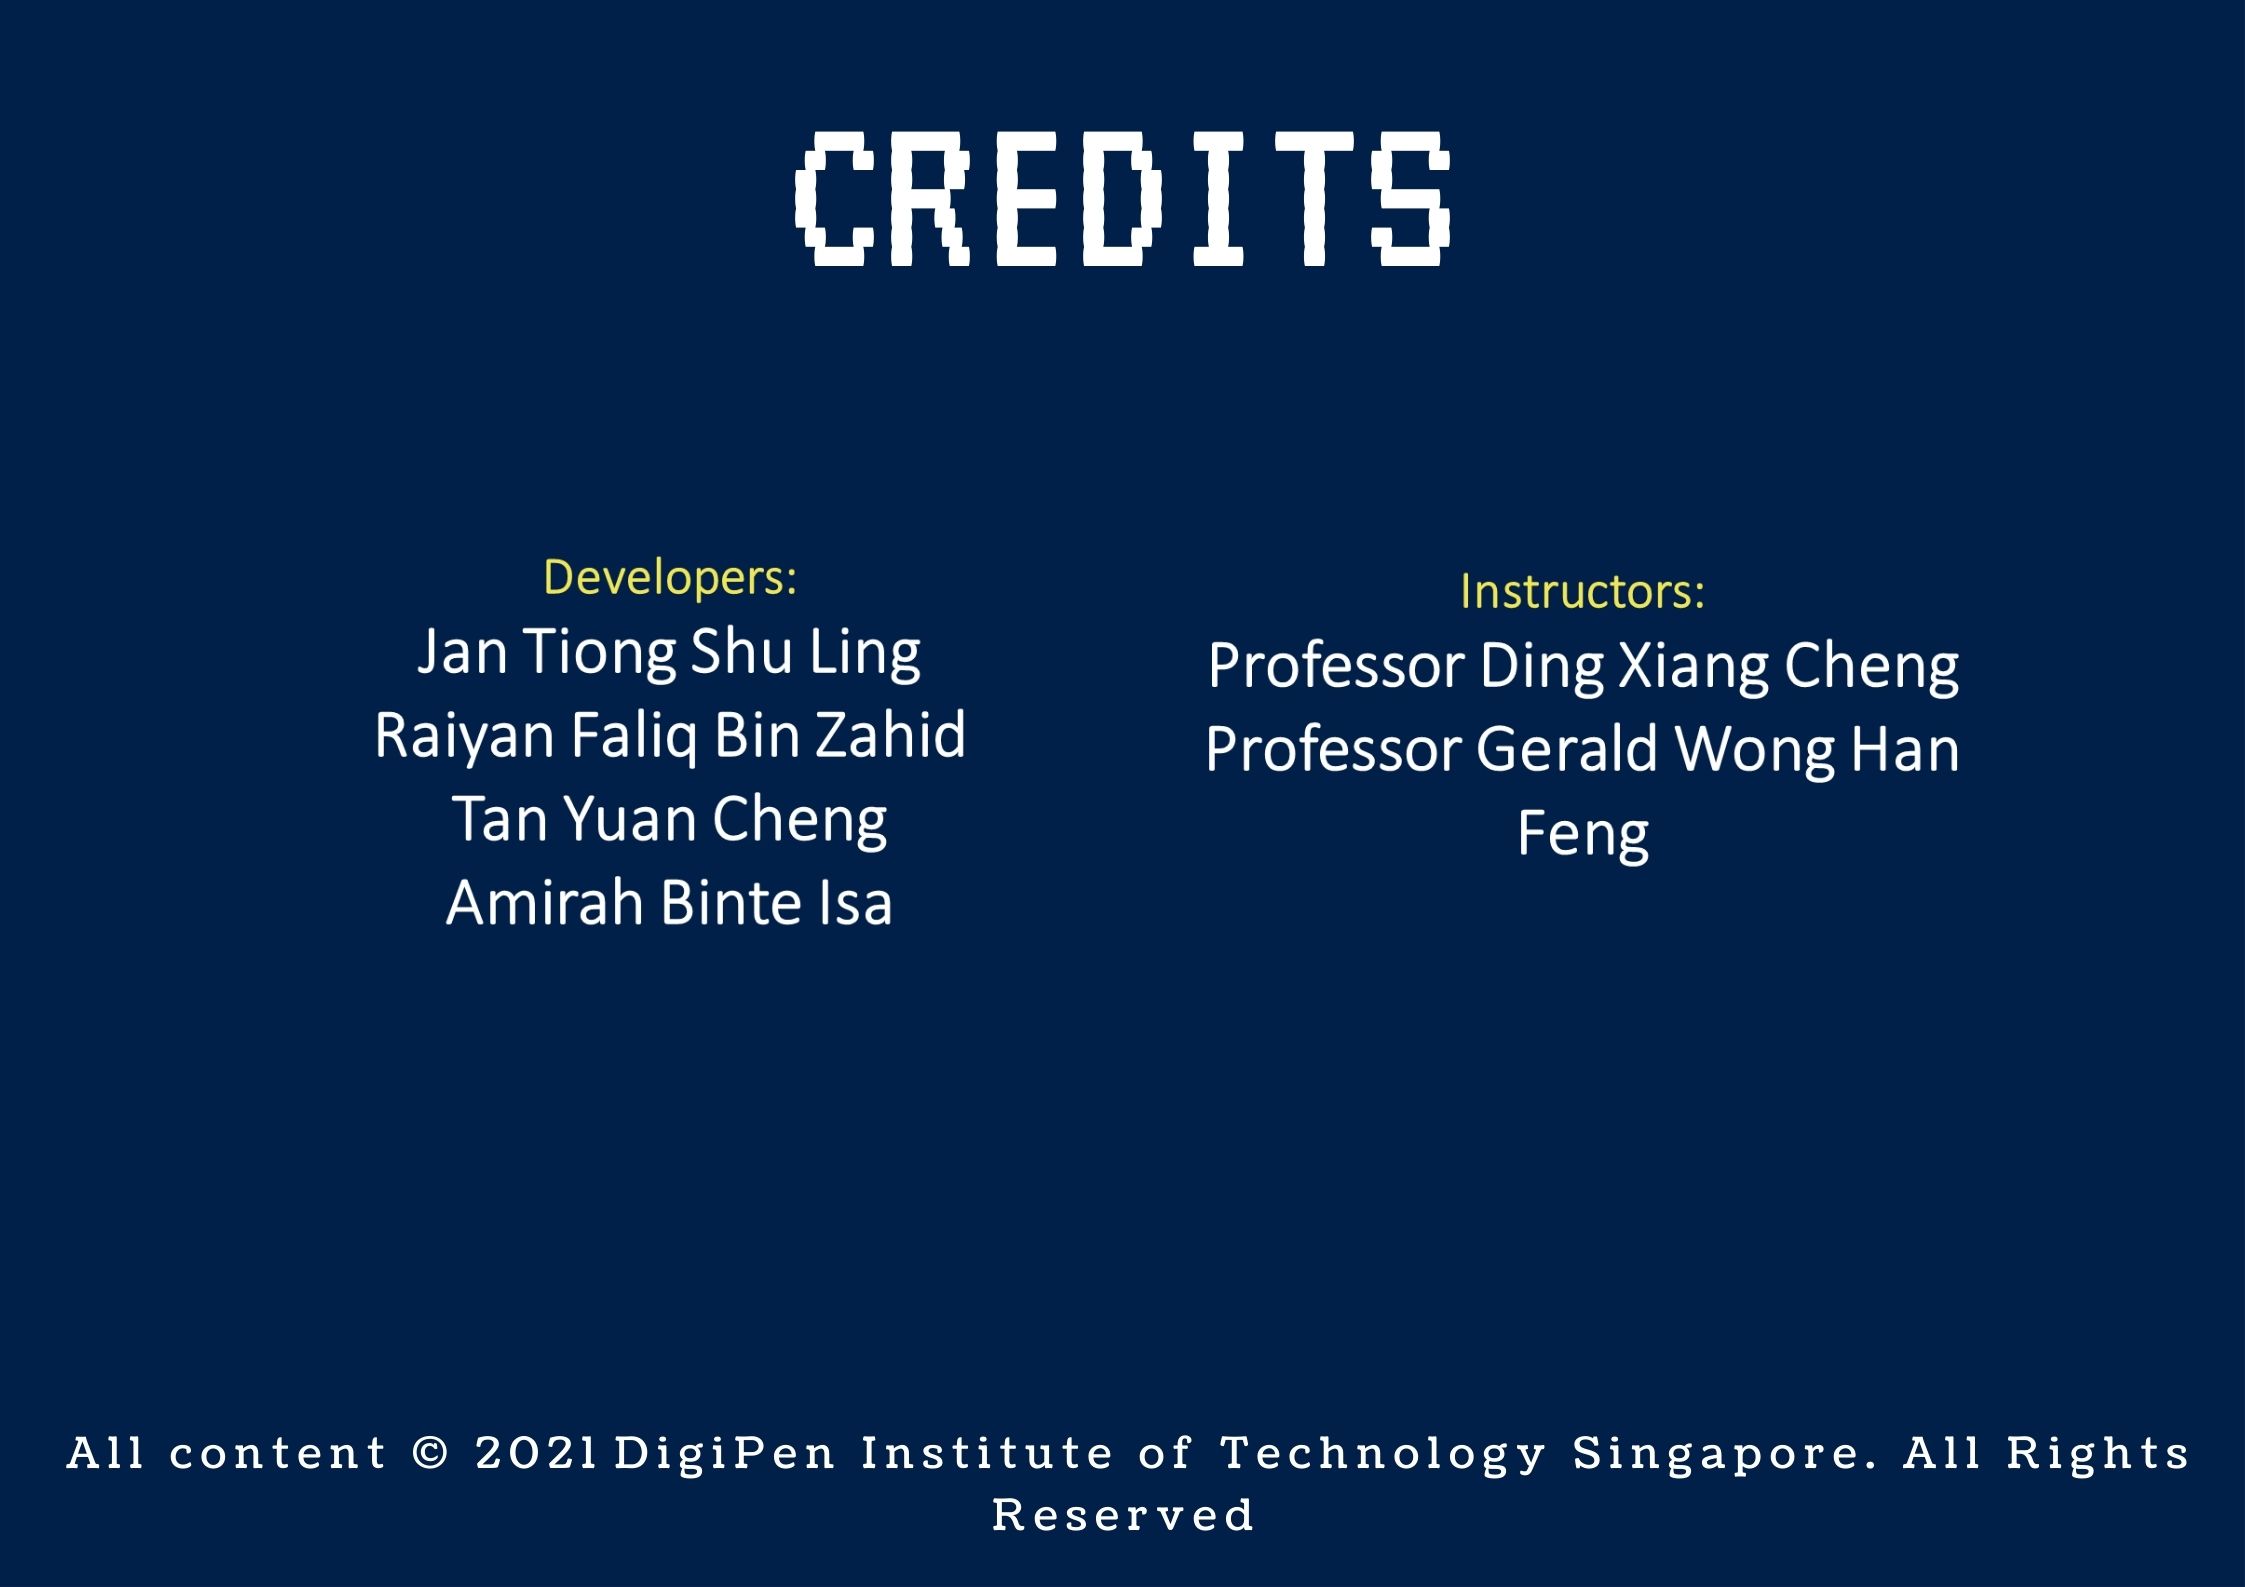 CREDITS
Developers:
Jan Tiong Shu Ling
Raiyan Faliq Bin Zahid
Tan Yuan Cheng
Amirah Binte Isa
Instructors:
Professor Ding Xiang Cheng
Professor Gerald Wong Han
Feng
All content © 2021 DigiPen Institute of Technology Singapore. All Rights
Reserved